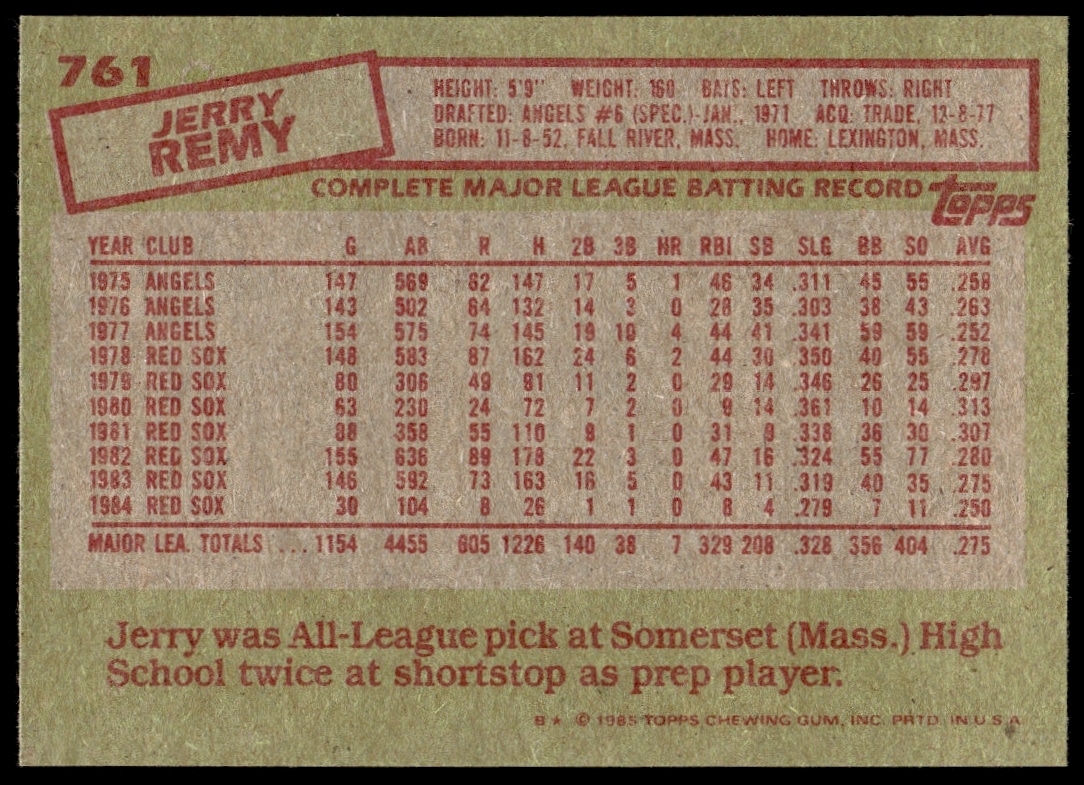 761
JERRY
REMY
HEIGHT: 5'9" WEIGHT: 160 BATS: LEFT THROWS: RIGHT
DRAFTED: ANGELS #6 (SPEC.)-JAN., 1971 ACQ: TRADE, 12-8-77
BORN: 11-8-52, FALL RIVER, MASS. HOME: LEXINGTON, MASS.
COMPLETE MAJOR LEAGUE BATTING RECORD topps
YEAR CLUB G AB R H 2B 3B HR RBI SB SLG BB SO AVG
1975 ANGELS 147 569 82 147 17 5 1 46 34 .311 45 55 .258
1976 ANGELS 143 502 64 132 14 3 0 28 35 .303 38 43 .263
1977 ANGELS 154 575 74 145 19 10 4 44 41 .341 59 59 .252
1978 RED SOX 148 583 87 162 24 6 2 44 30 .350 40 55 .278
1979 RED SOX 80 306 49 91 11 2 0 29 14 .346 26 25 .297
1980 RED SOX 63 230 24 72 7 2 0 9 14 .361 10 14 .313
1981 RED SOX 88 358 55 110 9 1 0 31 9 .338 36 30 .307
1982 RED SOX 155 636 89 178 22 3 0 47 16 .324 55 77 .280
1983 RED SOX 146 592 73 163 16 5 0 43 11 .319 40 35 .275
1984 RED SOX 30 104 8 26 1 1 0 8 4 .279 7 11 .250
MAJOR LEA. TOTALS ... 1154 4455 605 1226 140 38 7 329 208 .328 356 404 .275
Jerry was All-League pick at Somerset (Mass.) High
School twice at shortstop as prep player.
B★ © 1985 TOPPS CHEWING GUM, INC. PRTD. IN U.S.A.